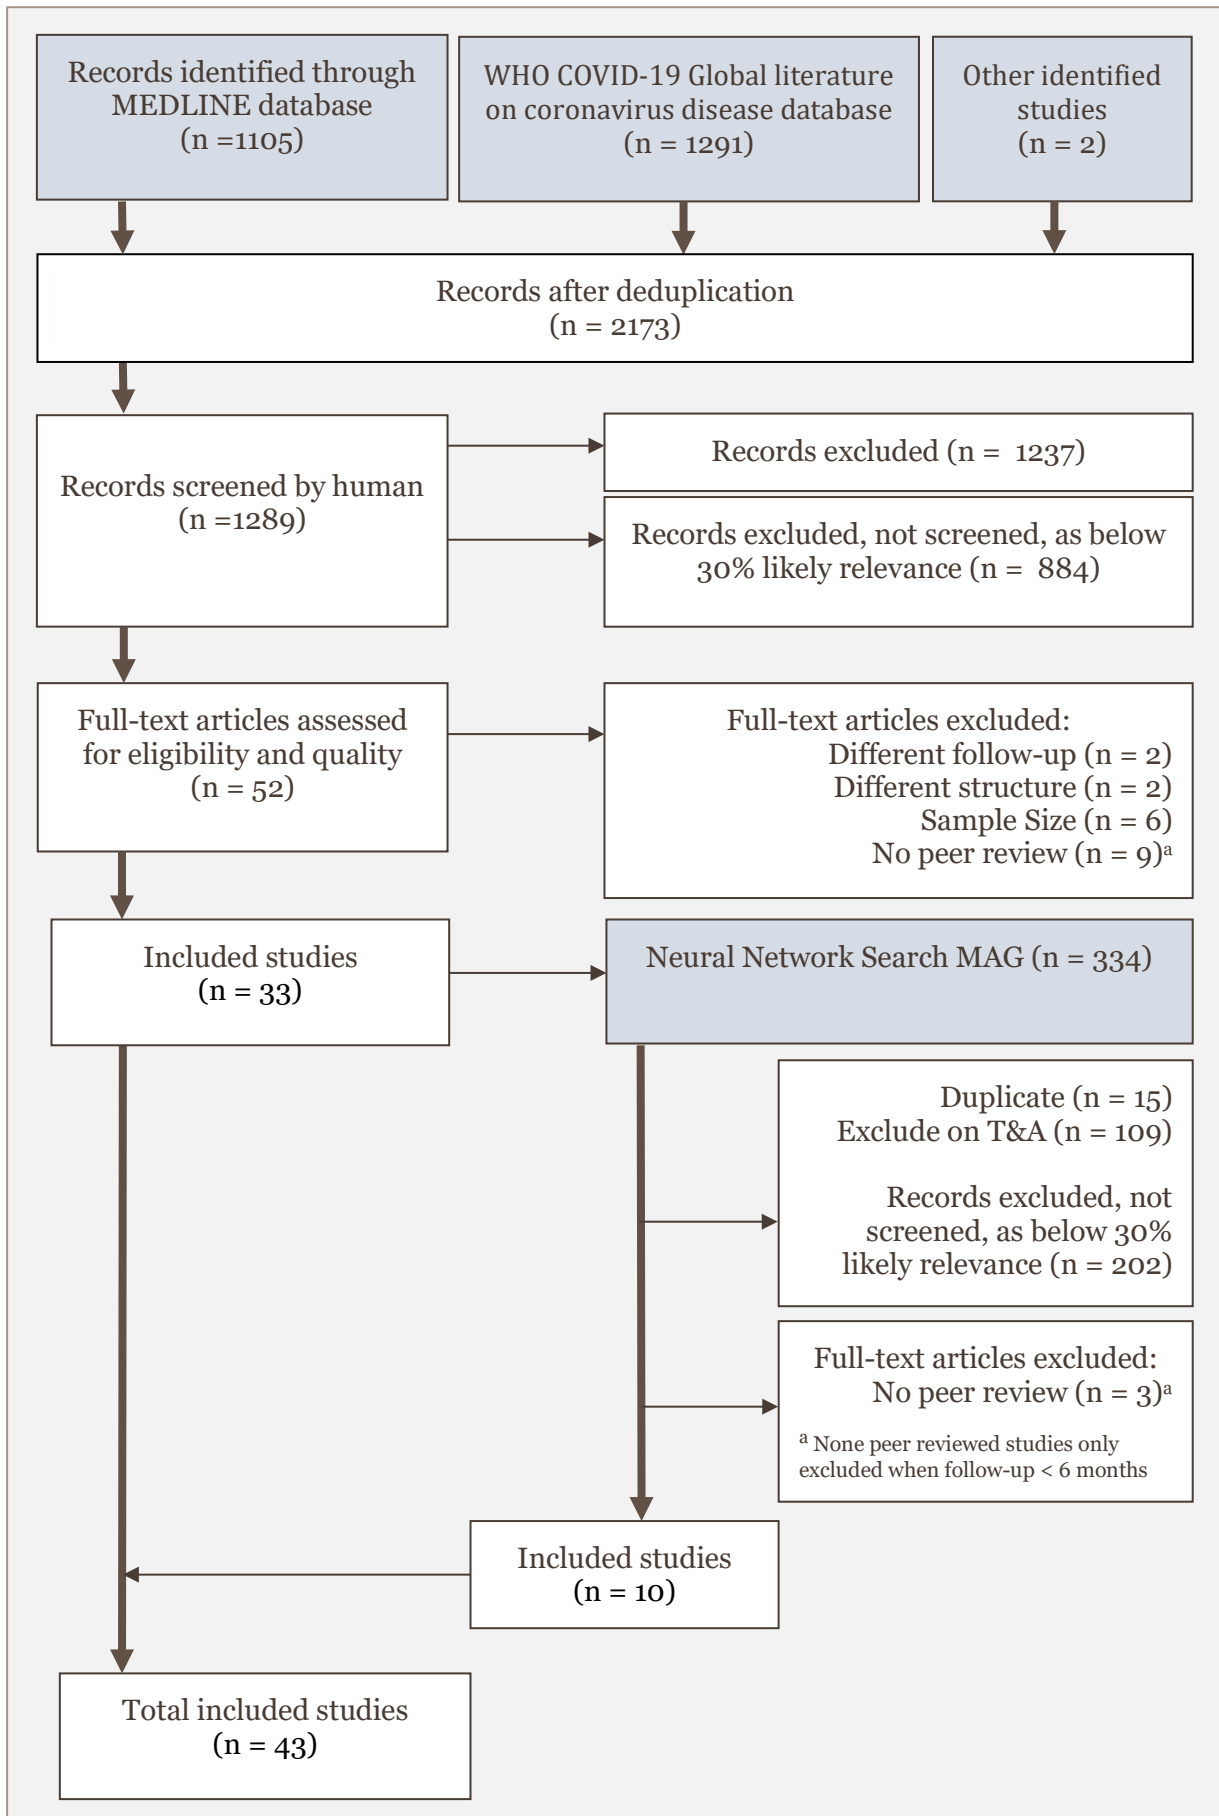 Records identified through
MEDLINE database
(n =1105)
WHO COVID-19 Global literature
on coronavirus disease database
(n = 1291)
Other identified
studies
(n = 2)
Records after deduplication
(n = 2173)
Records screened by human
(n =1289)
Records excluded (n =  1237)
Records excluded, not screened, as below
30% likely relevance (n =  884)
Full-text articles assessed
for eligibility and quality
(n = 52)
Full-text articles excluded:
Different follow-up (n = 2)
Different structure (n = 2)
Sample Size (n = 6)
No peer review (n = 9)ᵃ
Included studies
(n = 33)
Neural Network Search MAG (n = 334)
Duplicate (n = 15)
Exclude on T&A (n = 109)
Records excluded, not
screened, as below 30%
likely relevance (n = 202)
Full-text articles excluded:
No peer review (n = 3)ᵃ
ᵃ None peer reviewed studies only
excluded when follow-up < 6 months
Included studies
(n = 10)
Total included studies
(n = 43)